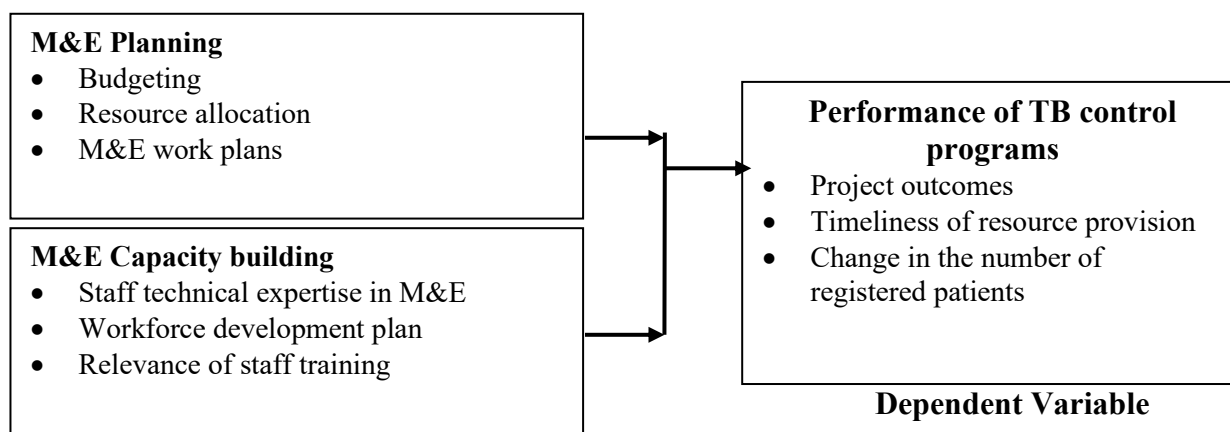 M&E Planning
• Budgeting
• Resource allocation
• M&E work plans
M&E Capacity building
• Staff technical expertise in M&E
• Workforce development plan
• Relevance of staff training
Performance of TB control
programs
• Project outcomes
• Timeliness of resource provision
• Change in the number of
registered patients
Dependent Variable